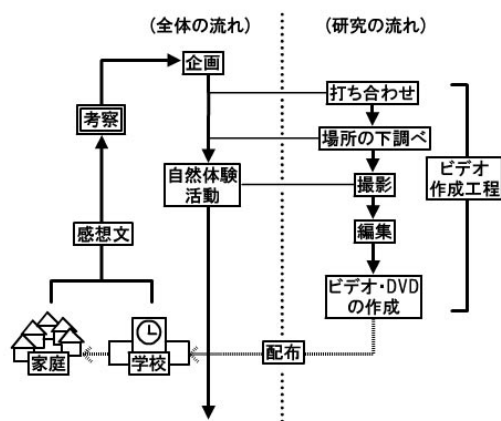 (全体の流れ)
(研究の流れ)
企画
打ち合わせ
考察
場所の下調べ
自然体験
活動
撮影
ビデオ
作成工程
感想文
編集
ビデオ・DVD
の作成
家庭
学校
配布